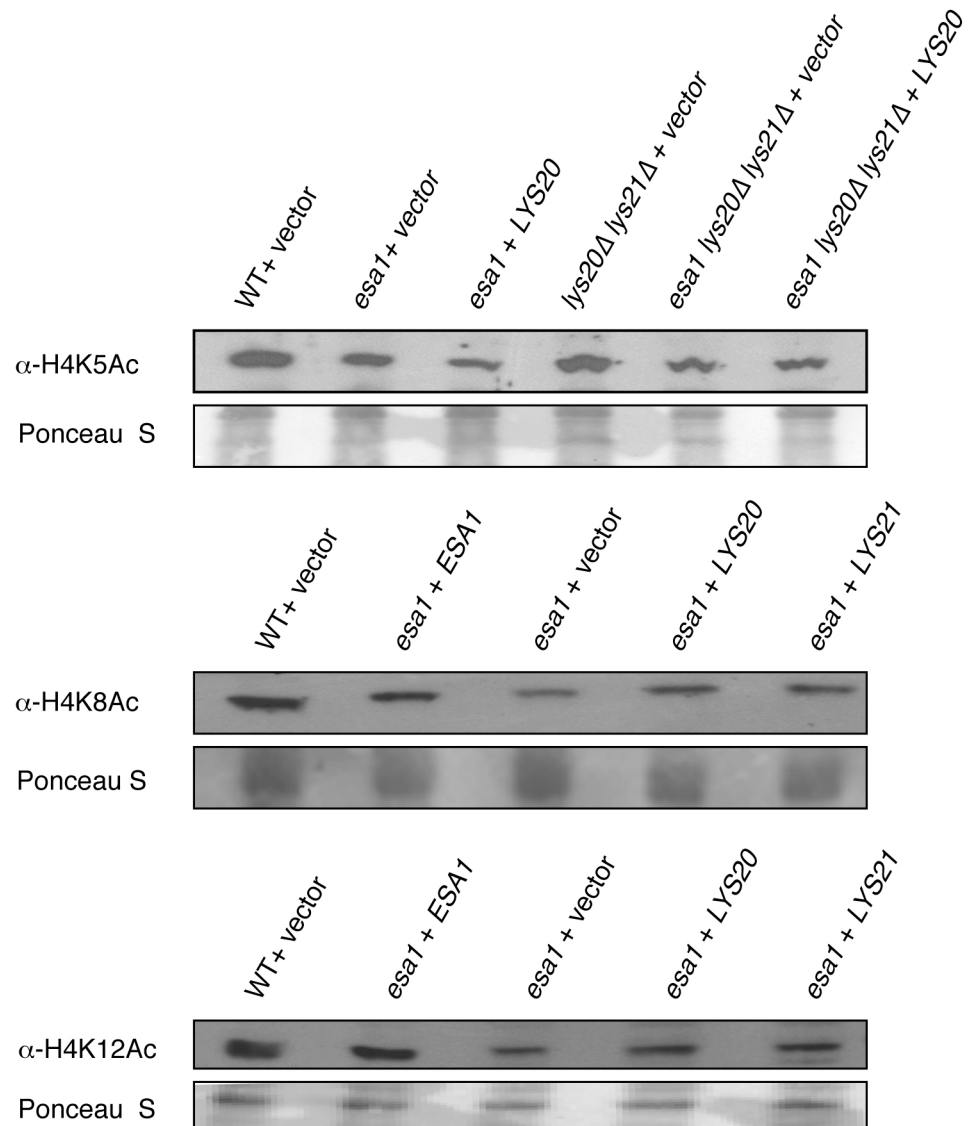 WT+ vector
esa1+ vector
esa1 + LYS20
lys20Δ lys21Δ + vector
esa1 lys20Δ lys21Δ + vector
esa1 lys20Δ lys21Δ + LYS20
α-H4K5Ac
Ponceau S
WT+ vector
esa1 + ESA1
esa1 + vector
esa1 + LYS20
esa1 + LYS21
α-H4K8Ac
Ponceau S
WT+ vector
esa1 + ESA1
esa1 + vector
esa1 + LYS20
esa1 + LYS21
α-H4K12Ac
Ponceau S